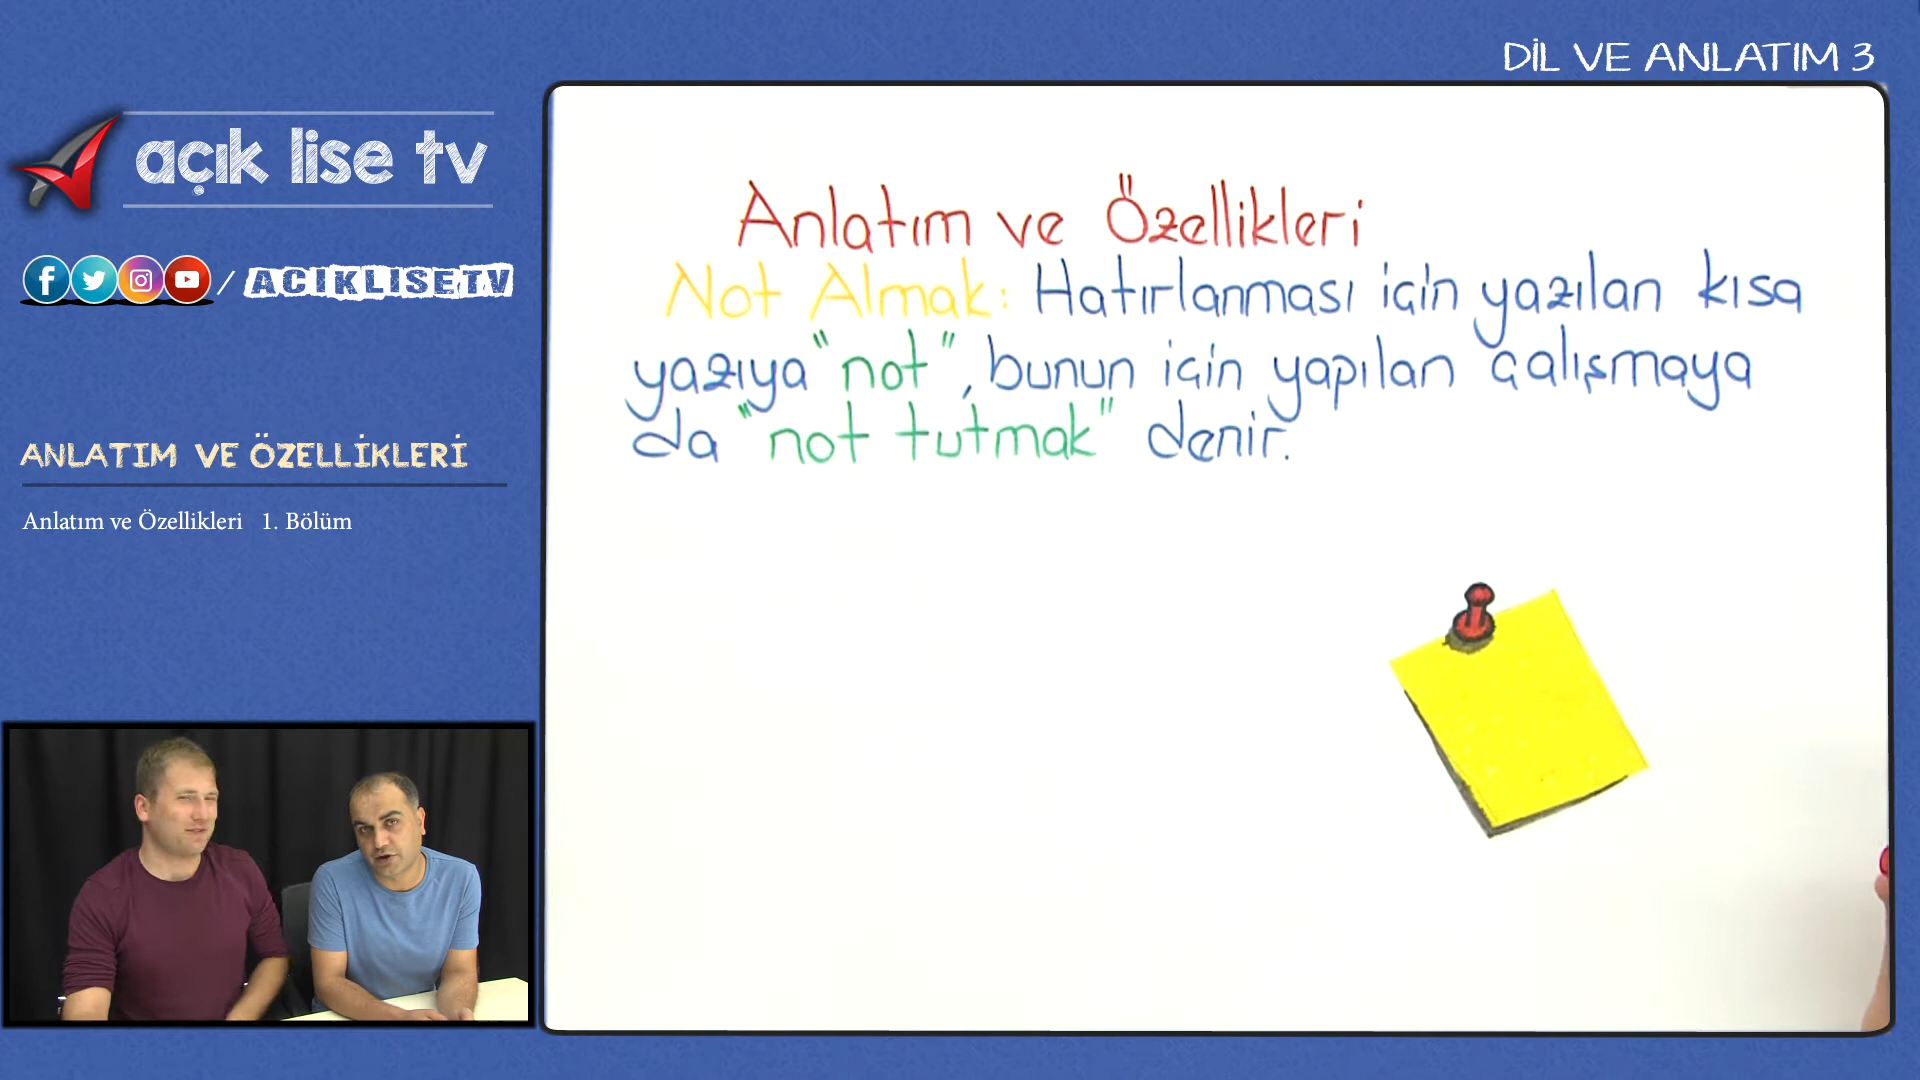 DİL VE ANLATIM 3
açık lise tv
/ ACIKLISETV
ANLATIM VE ÖZELLİKLERİ
Anlatım ve Özellikleri 1. Bölüm
Anlatım ve Özellikleri
Not Almak: Hatırlanması için yazılan kısa
yazıya "not", bunun için yapılan çalışmaya
da "not tutmak" denir.